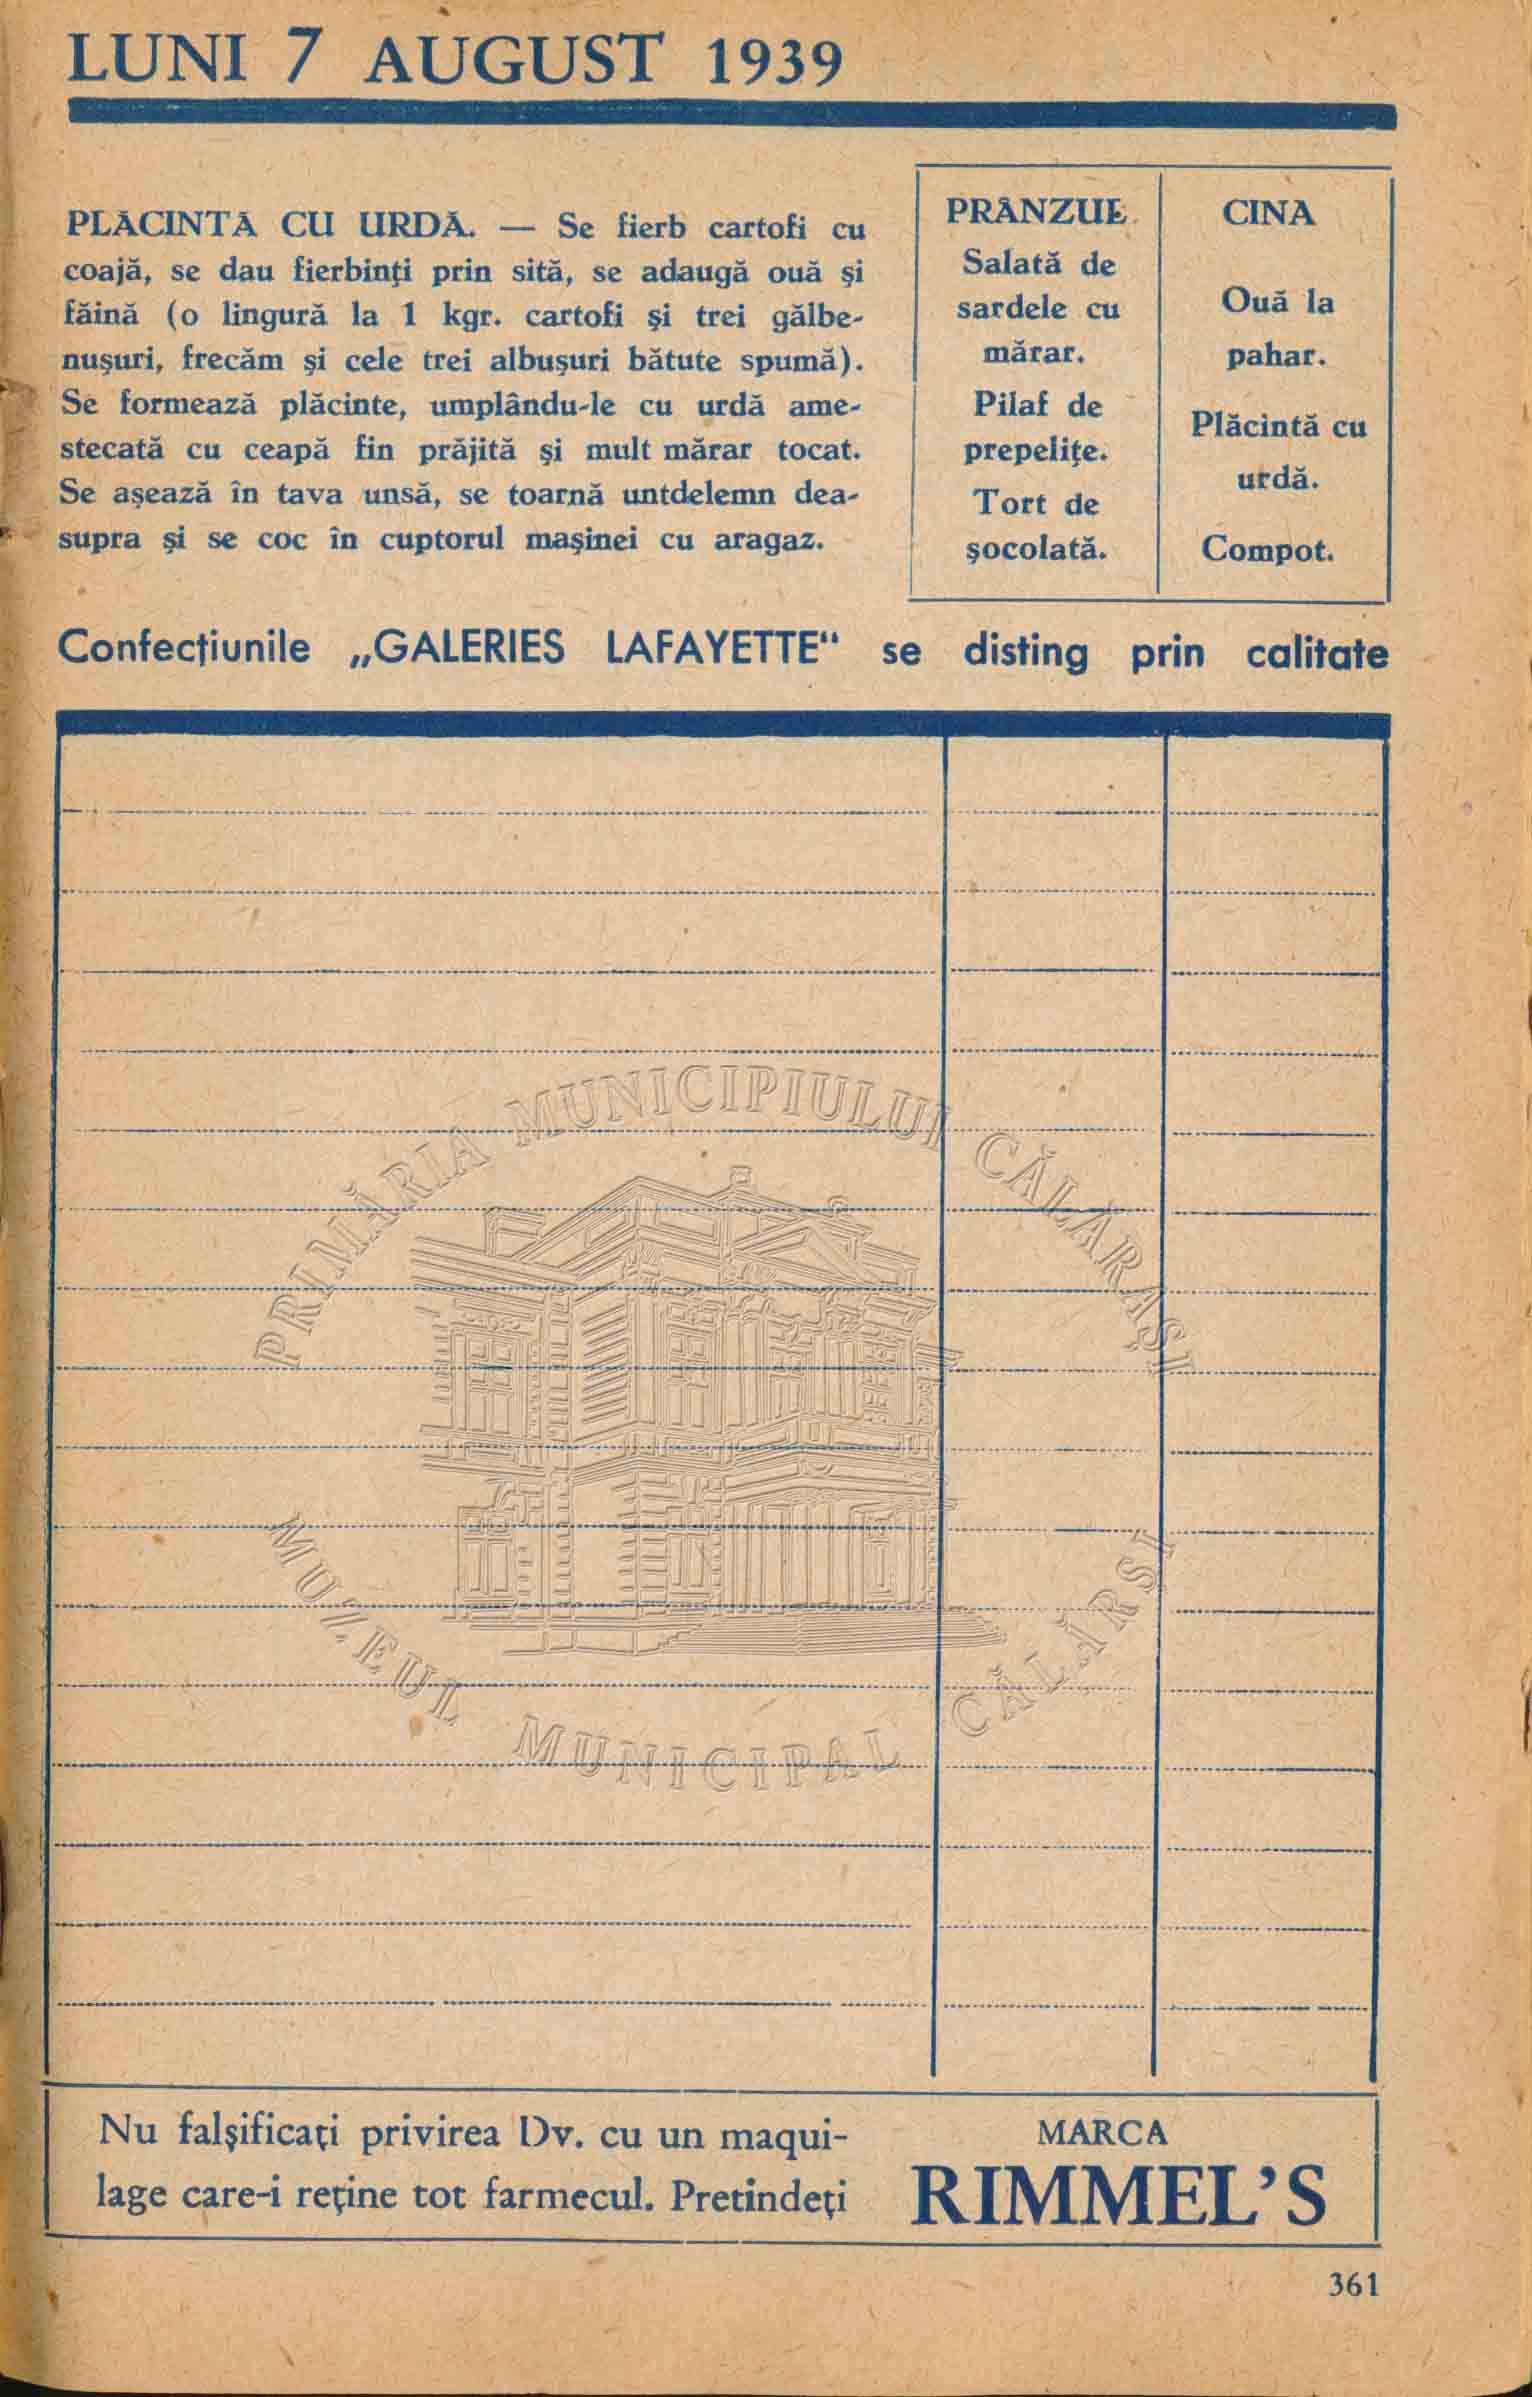 LUNI 7 AUGUST 1939
PLĂCINTĂ CU URDĂ. — Se fierb cartofi cu
coajă, se dau fierbinţi prin sită, se adaugă ouă şi
făină (o lingură la 1 kgr. cartofi şi trei gălbe-
nuşuri, frecăm şi cele trei albuşuri bătute spumă).
Se formează plăcinte, umplându-le cu urdă ame-
stecată cu ceapă fin prăjită şi mult mărar tocat.
Se aşează în tava unsă, se toarnă untdelemn dea-
supra şi se coc în cuptorul maşinei cu aragaz.
PRÂNZUL
Salată de
sardele cu
mărar.
Pilaf de
prepeliţe.
Tort de
şocolată.
CINA
Ouă la
pahar.
Plăcintă cu
urdă.
Compot.
Confecţiunile „GALERIES LAFAYETTE“ se disting prin calitate
PRIMĂRIA MUNICIPIULUI CĂLĂRAŞI
MUZEUL MUNICIPAL CĂLĂRSI
Nu falşificaţi privirea Dv. cu un maqui-
lage care-i reţine tot farmecul. Pretindeţi
MARCA
RIMMEL'S
361